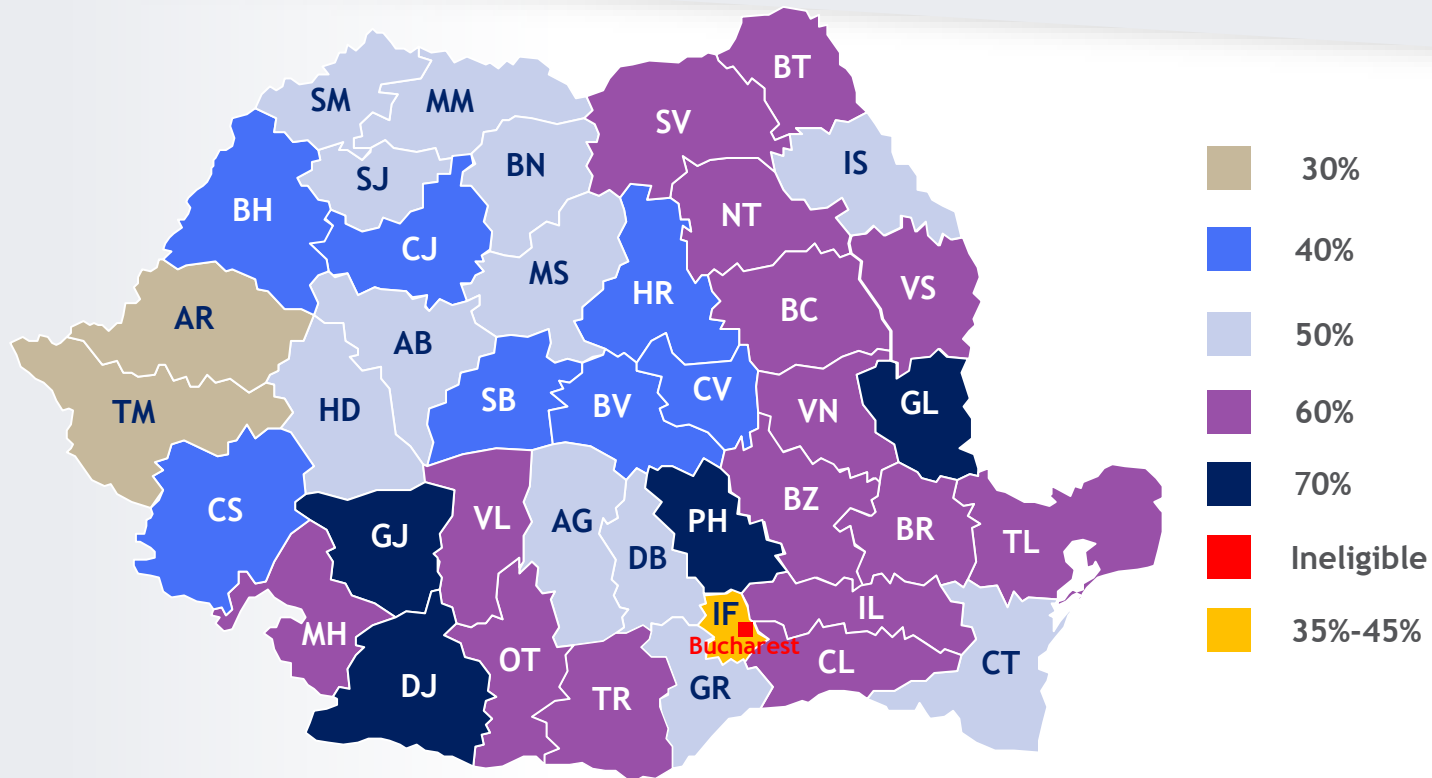 BT
SM
MM
SV
IS
BN
SJ
BH
NT
CJ
MS
VS
HR
BC
AR
AB
CV
SB
BV
GL
TM
HD
VN
BZ
CS
VL
AG
PH
GJ
BR
TL
DB
IL
IF
MH
Bucharest
OT
CL
CT
DJ
GR
TR
30%
40%
50%
60%
70%
Ineligible
35%-45%